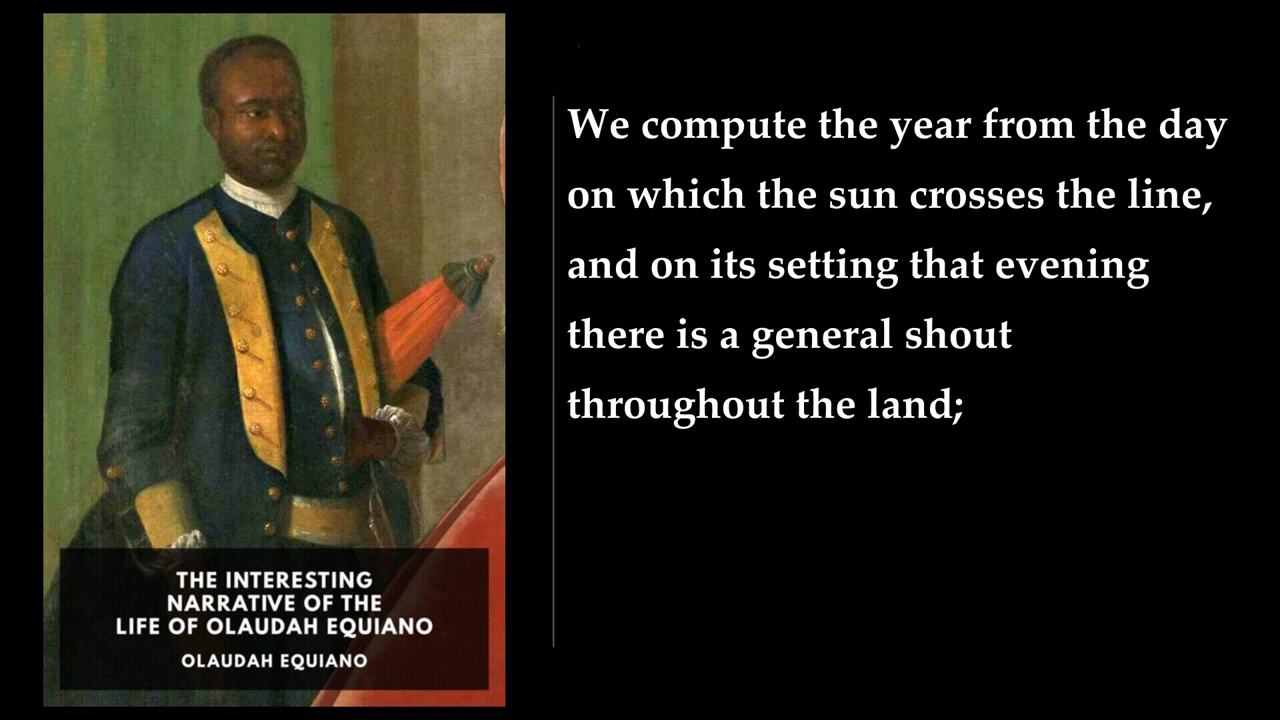 THE INTERESTING
NARRATIVE OF THE
LIFE OF OLAUDAH EQUIANO
OLAUDAH EQUIANO
We compute the year from the day
on which the sun crosses the line,
and on its setting that evening
there is a general shout
throughout the land;